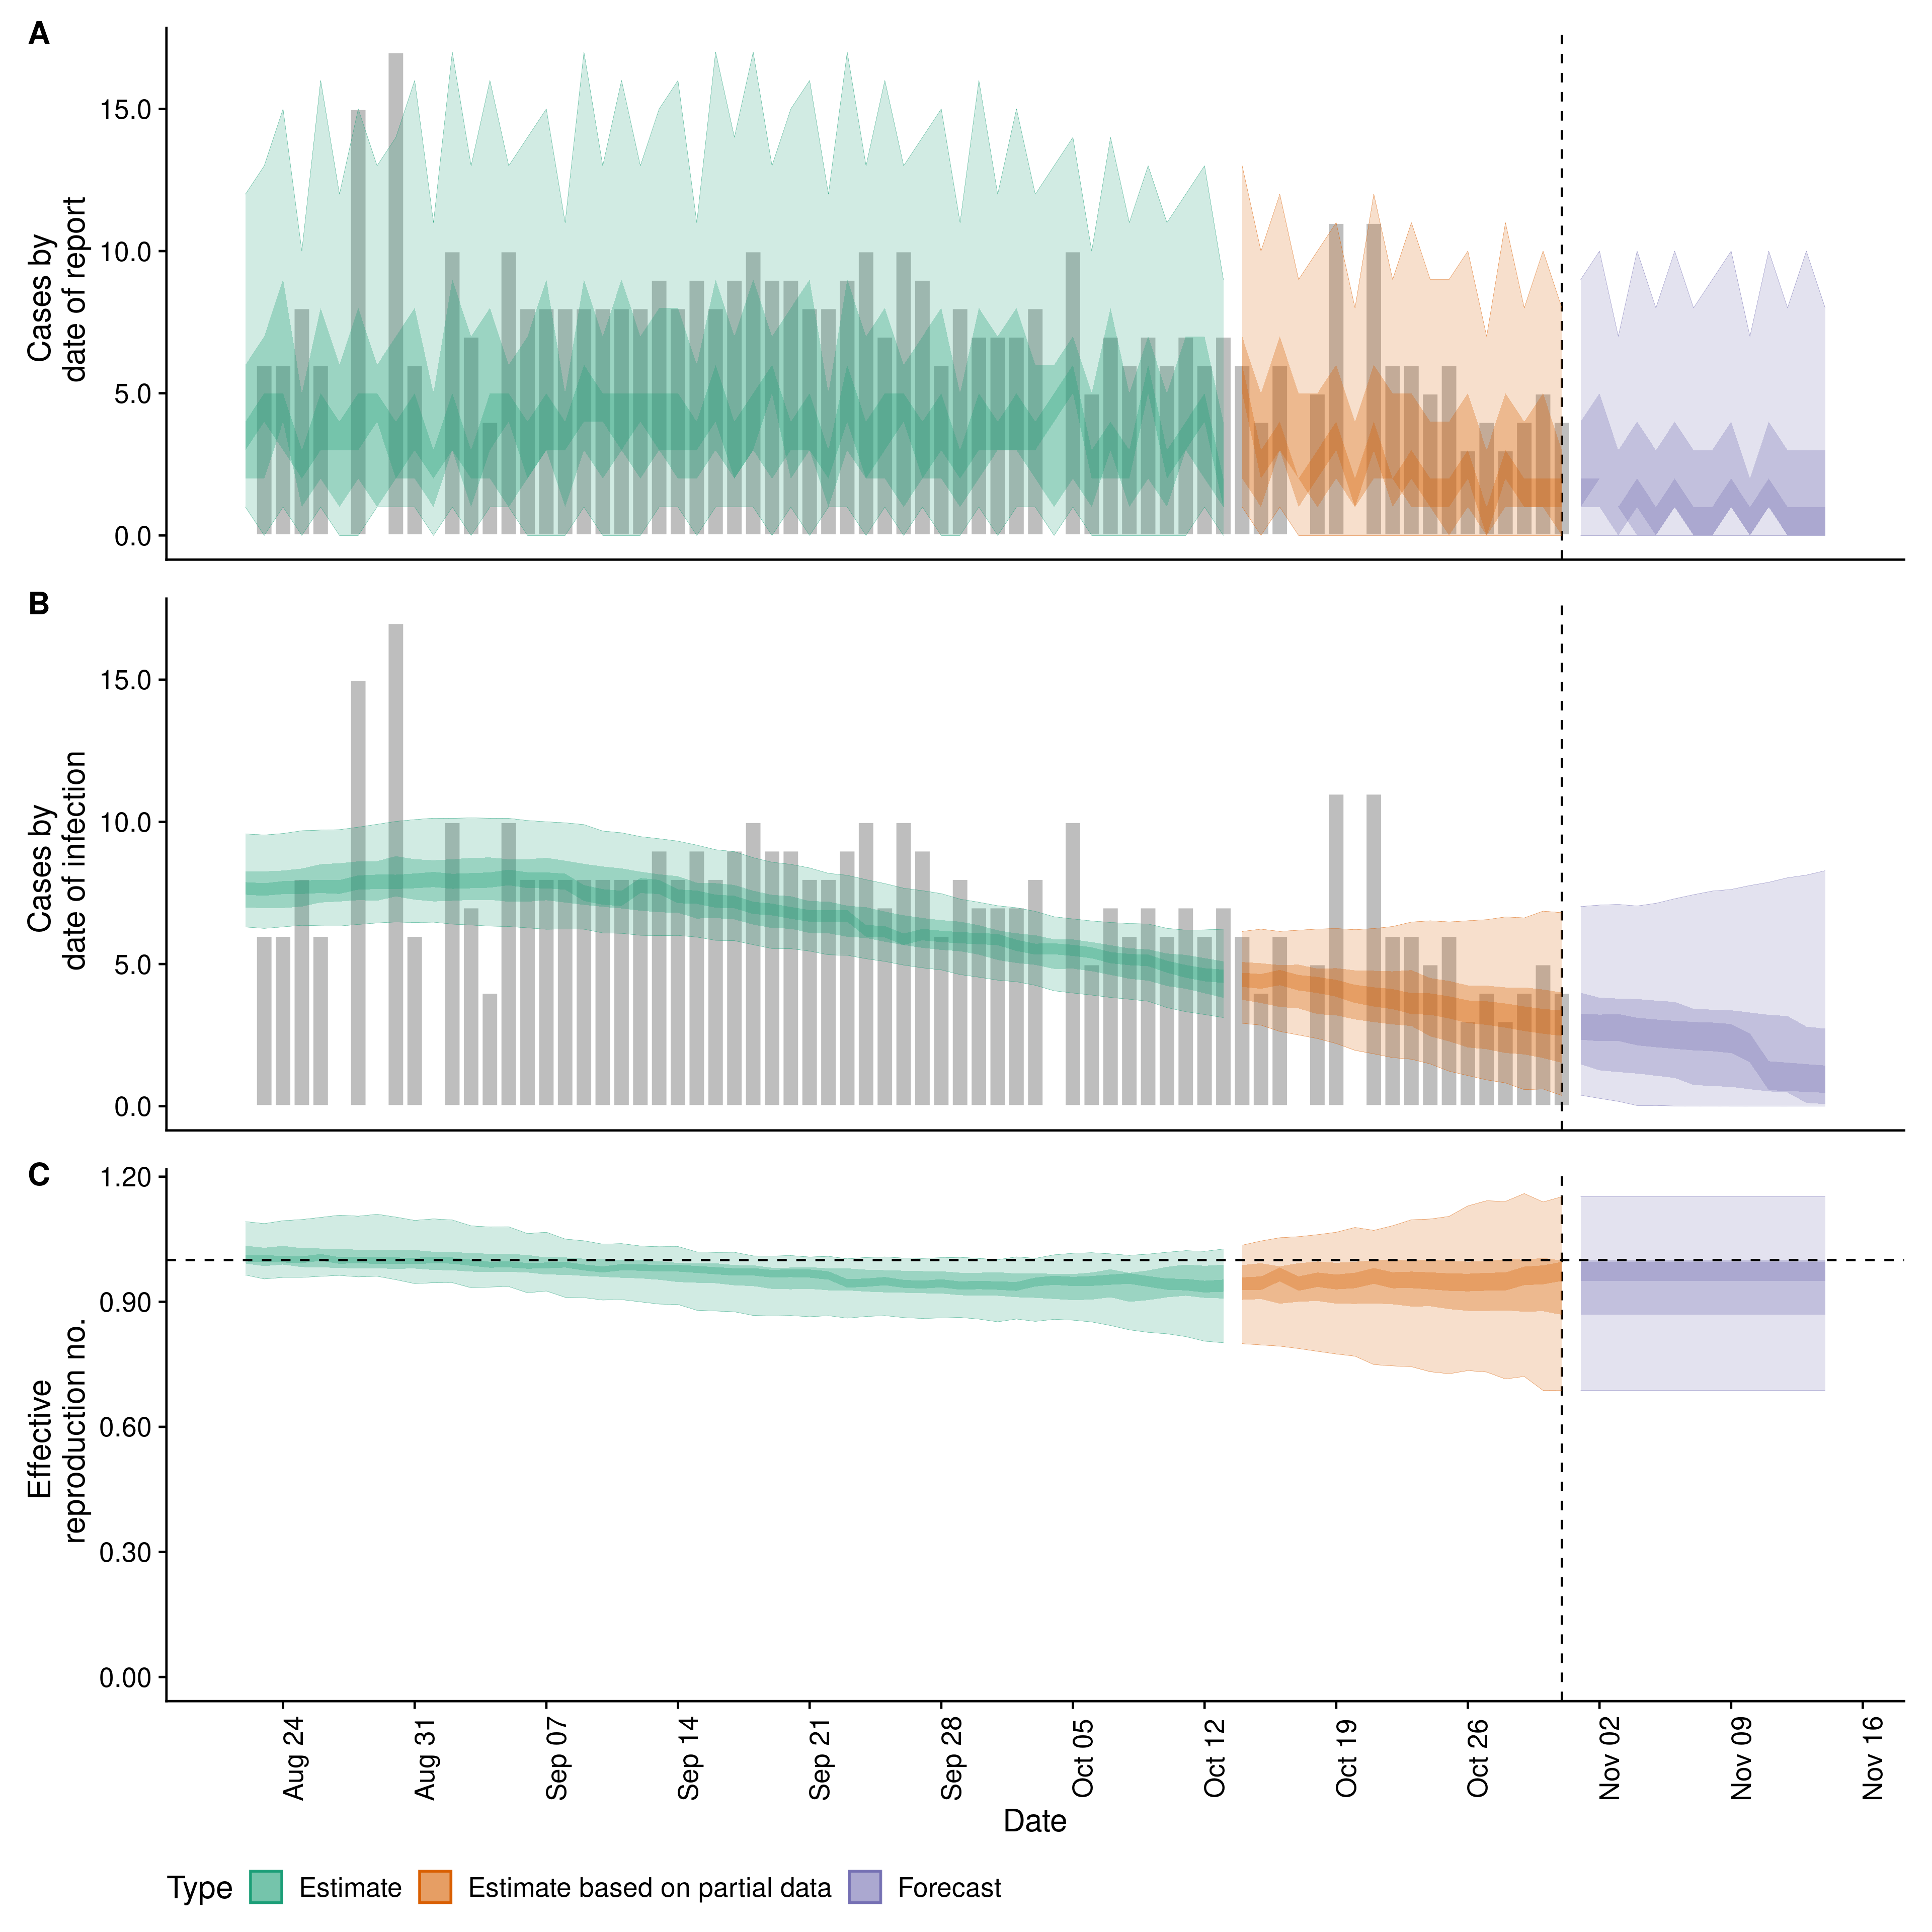 A
Cases by
date of report
15.0
10.0
5.0
0.0
B
Cases by
date of infection
15.0
10.0
5.0
0.0
C
Effective
reproduction no.
1.20
0.90
0.60
0.30
0.00
Aug 24
Aug 31
Sep 07
Sep 14
Sep 21
Sep 28
Oct 05
Oct 12
Oct 19
Oct 26
Nov 02
Nov 09
Nov 16
Date
Type
Estimate
Estimate based on partial data
Forecast